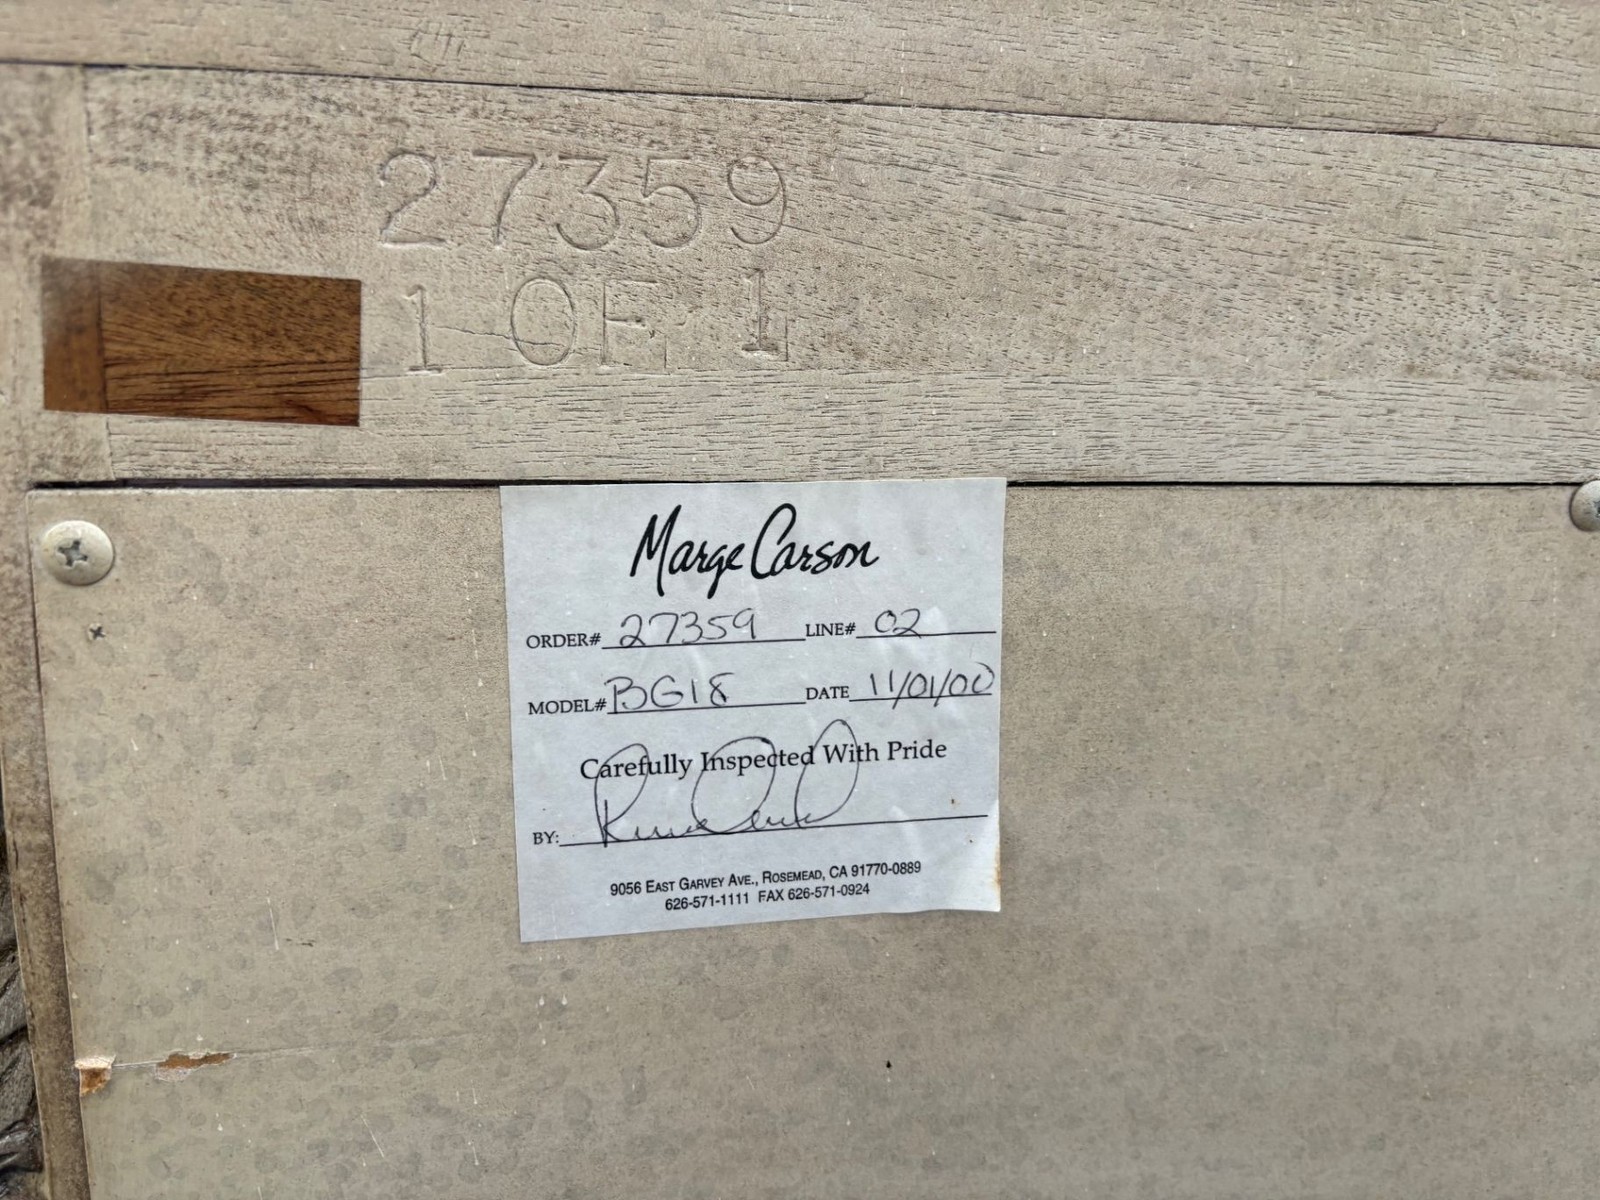 27359
1 OF 1
Marge Carson
ORDER# 27359 LINE# 02
MODEL# BG18 DATE 11/01/00
Carefully Inspected With Pride
BY:
9056 East Garvey Ave., Rosemead, CA 91770-0889
626-571-1111 FAX 626-571-0924